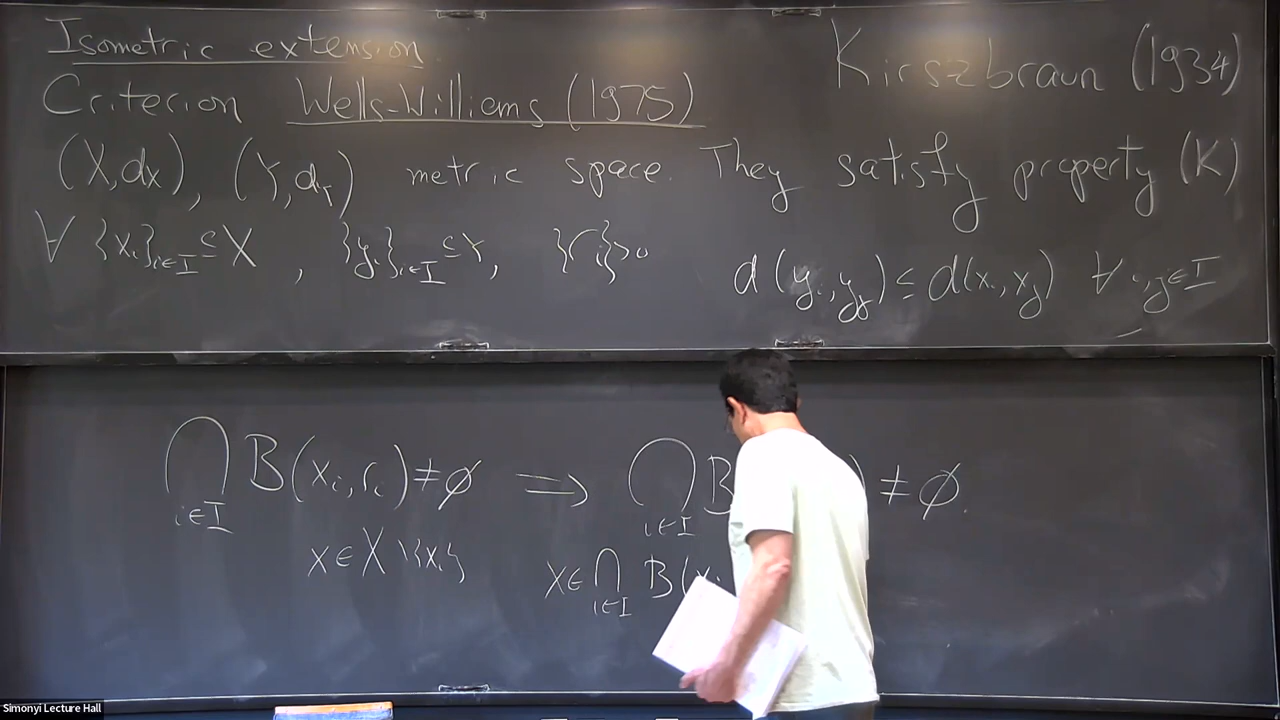 Isometric extension
Kirszbraun (1934)
Criterion Wells-Williams (1975)
(X,dx), (Y,dY) metric space. They satisfy property (K)
∀ {xi}i∈I ⊆ X, {yi}i∈I ⊆ Y, {ri}>0 d(yi,yj) ≤ d(xi,xj) ∀ i,j∈I
⋂i∈I B(xi,ri) ≠ ∅ ⟹ ⋂i∈I B ) ≠ ∅.
x∈X\{xi} x∈ ⋂i∈I B(xi
Simonyi Lecture Hall